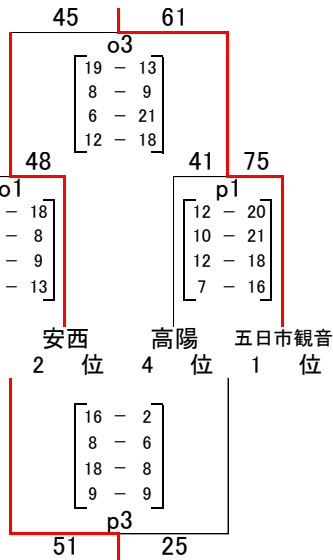 45 61
o3
19 － 13
8 － 9
6 － 21
12 － 18
48 41 75
o1 p1
－ 18 12 － 20
－ 8 10 － 21
－ 9 12 － 18
－ 13 7 － 16
安西 高陽 五日市観音
2 位 4 位 1 位
16 － 2
8 － 6
18 － 8
9 － 9
p3
51 25